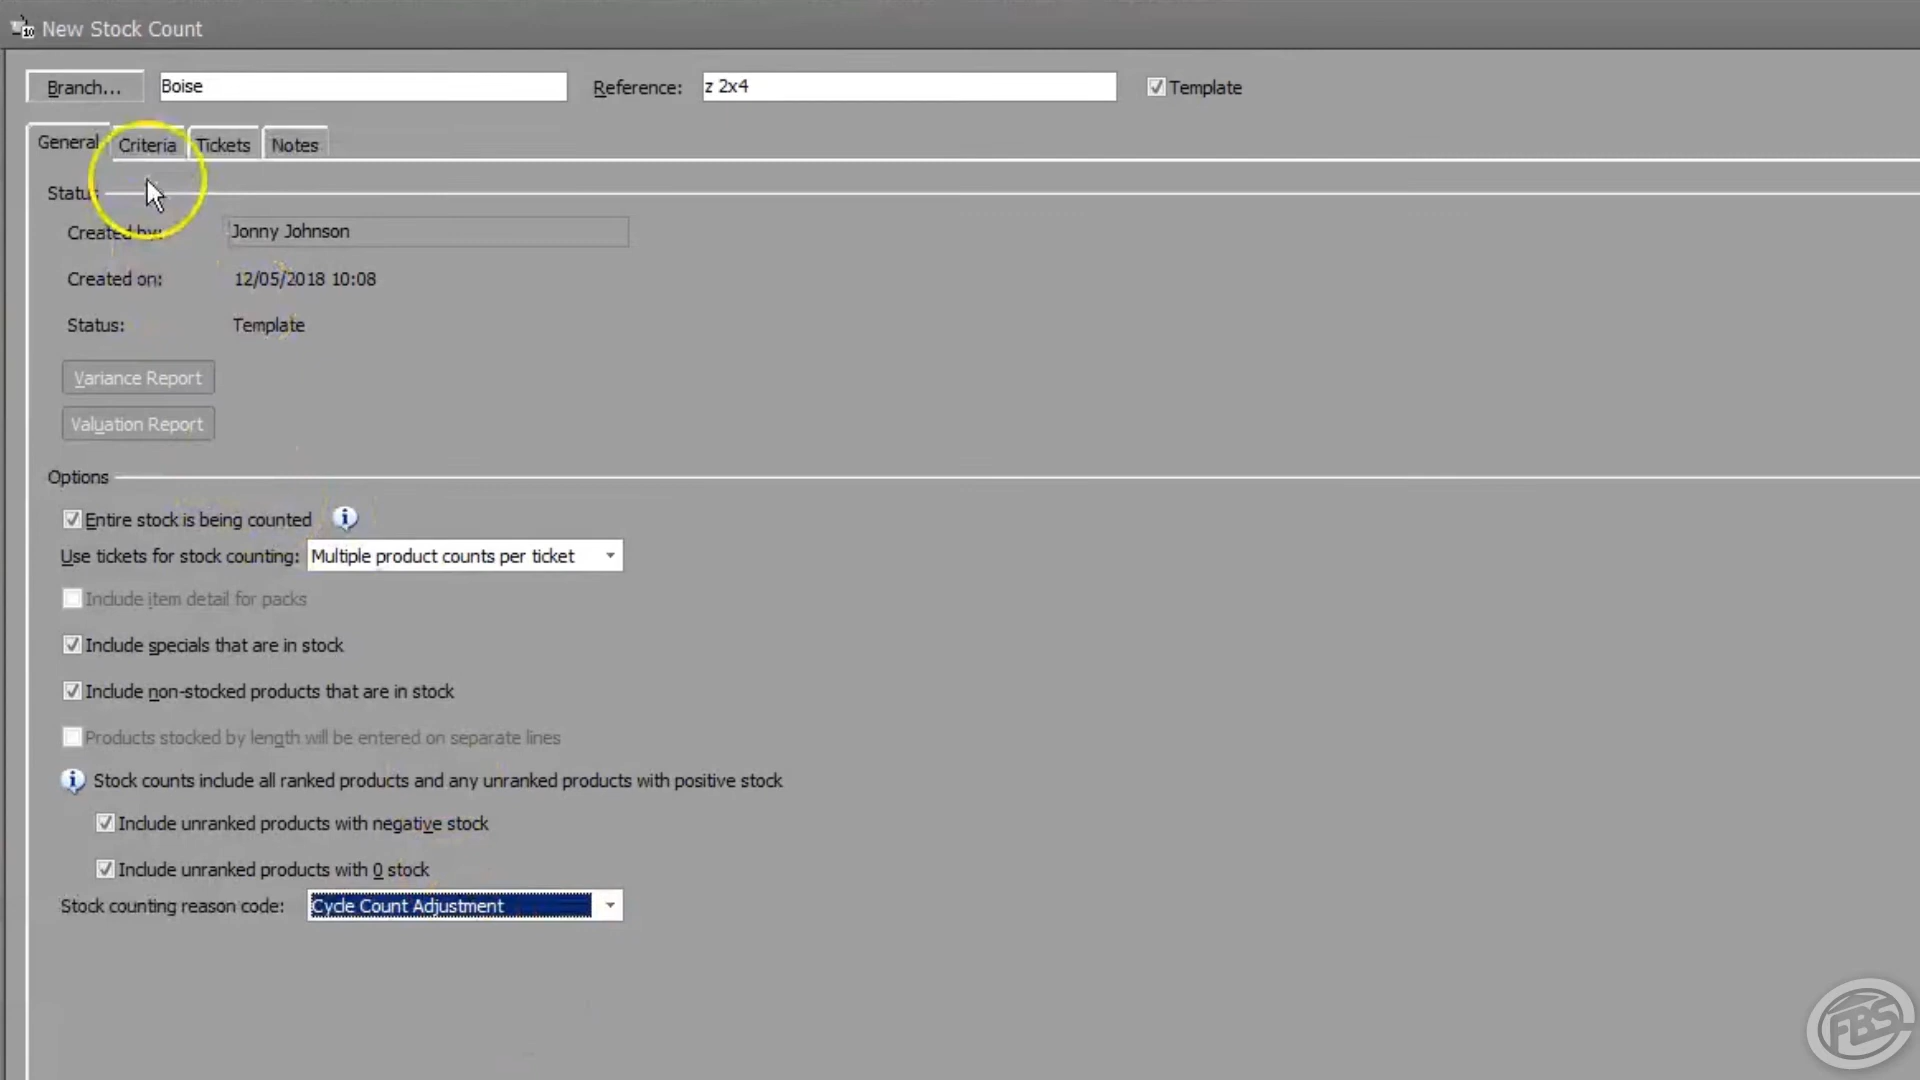 New Stock Count
Branch... Boise Reference: z 2x4 Template
General Criteria Tickets Notes
Status
Created by: Jonny Johnson
Created on: 12/05/2018 10:08
Status: Template
Variance Report
Valuation Report
Options
Entire stock is being counted
Use tickets for stock counting: Multiple product counts per ticket
Include item detail for packs
Include specials that are in stock
Include non-stocked products that are in stock
Products stocked by length will be entered on separate lines
Stock counts include all ranked products and any unranked products with positive stock
Include unranked products with negative stock
Include unranked products with 0 stock
Stock counting reason code: Cycle Count Adjustment
FBS